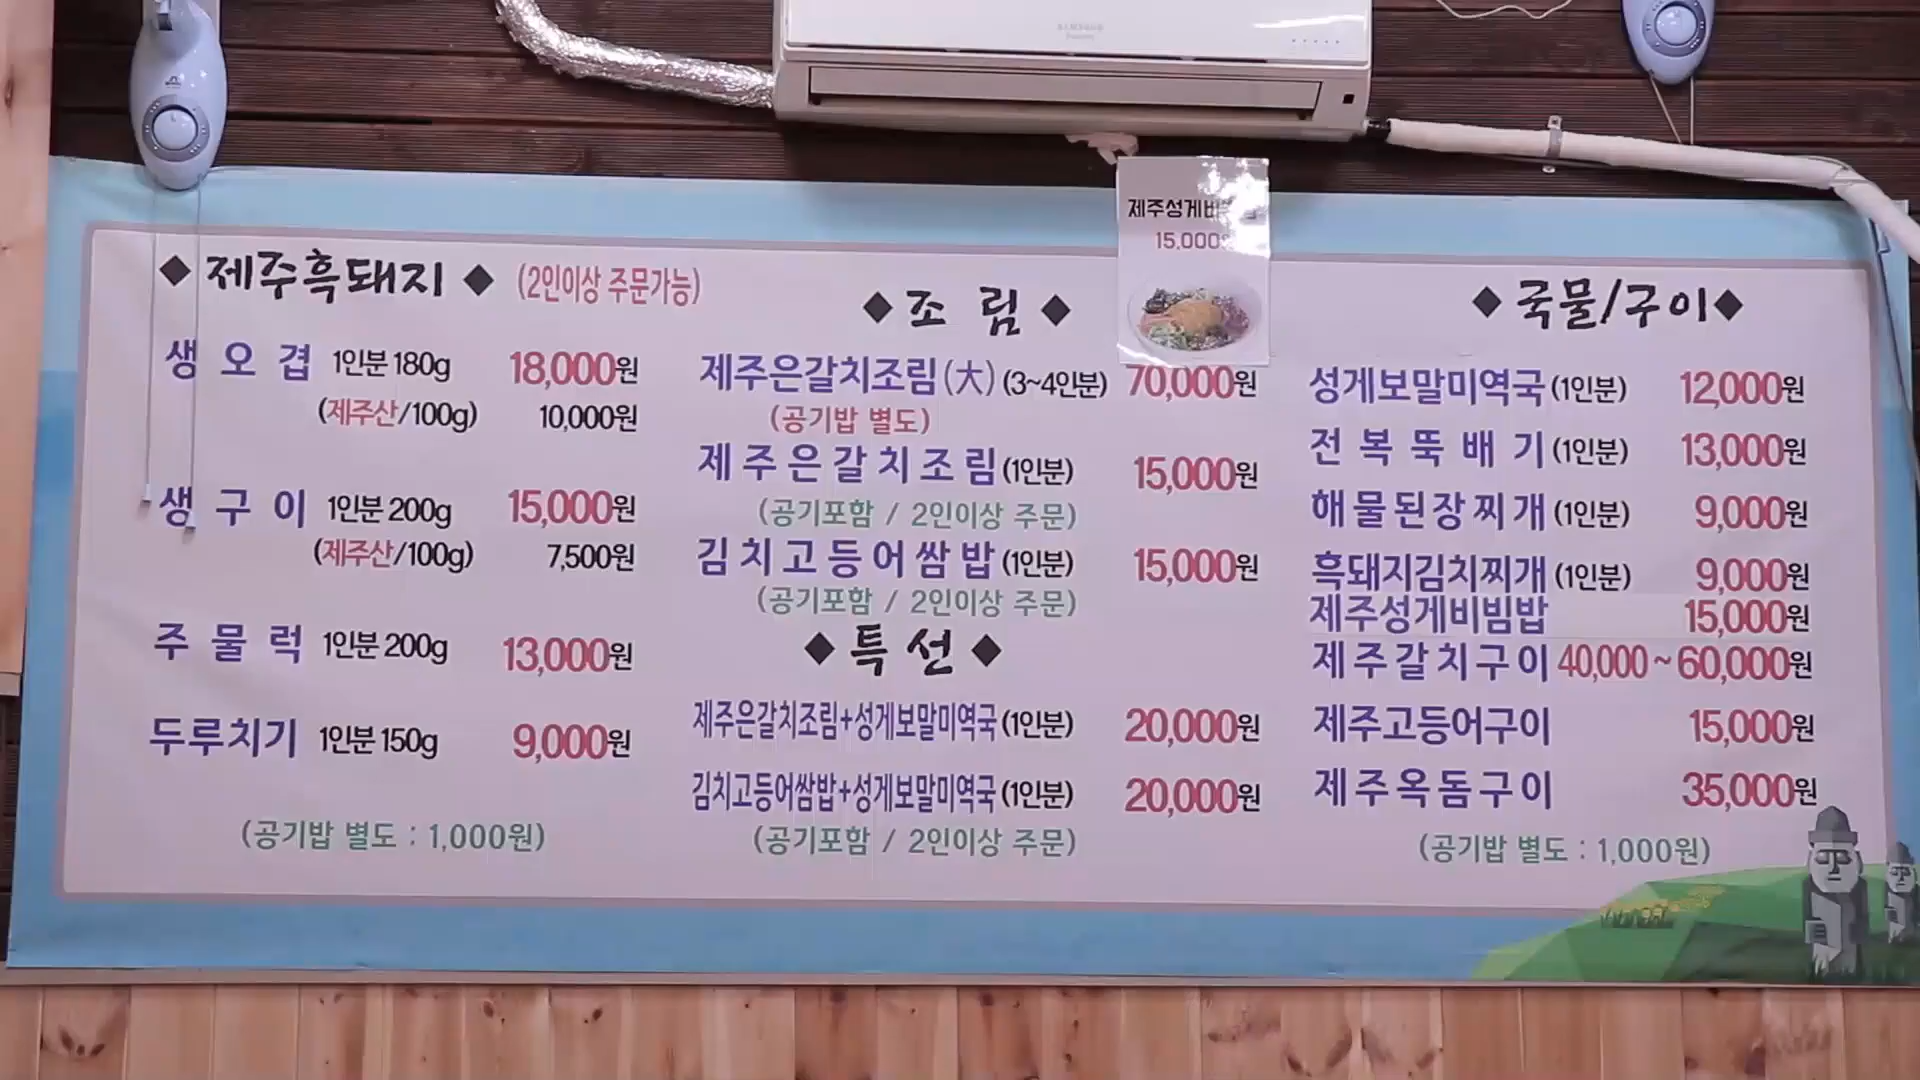 SAMSUNG
제주성게비
15,000
◆ 제주흑돼지 ◆ (2인이상 주문가능)
생오겹 1인분 180g 18,000원
(제주산/100g) 10,000원
생구이 1인분 200g 15,000원
(제주산/100g) 7,500원
주물럭 1인분 200g 13,000원
두루치기 1인분 150g 9,000원
(공기밥 별도 : 1,000원)
◆ 조림 ◆
제주은갈치조림(大) (3~4인분) 70,000원
(공기밥 별도)
제주은갈치조림 (1인분) 15,000원
(공기포함 / 2인이상 주문)
김치고등어쌈밥 (1인분) 15,000원
(공기포함 / 2인이상 주문)
◆ 특선 ◆
제주은갈치조림+성게보말미역국 (1인분) 20,000원
김치고등어쌈밥+성게보말미역국 (1인분) 20,000원
(공기포함 / 2인이상 주문)
◆ 국물/구이 ◆
성게보말미역국 (1인분) 12,000원
전복뚝배기 (1인분) 13,000원
해물된장찌개 (1인분) 9,000원
흑돼지김치찌개 (1인분) 9,000원
제주성게비빔밥 15,000원
제주갈치구이 40,000 ~ 60,000원
제주고등어구이 15,000원
제주옥돔구이 35,000원
(공기밥 별도 : 1,000원)